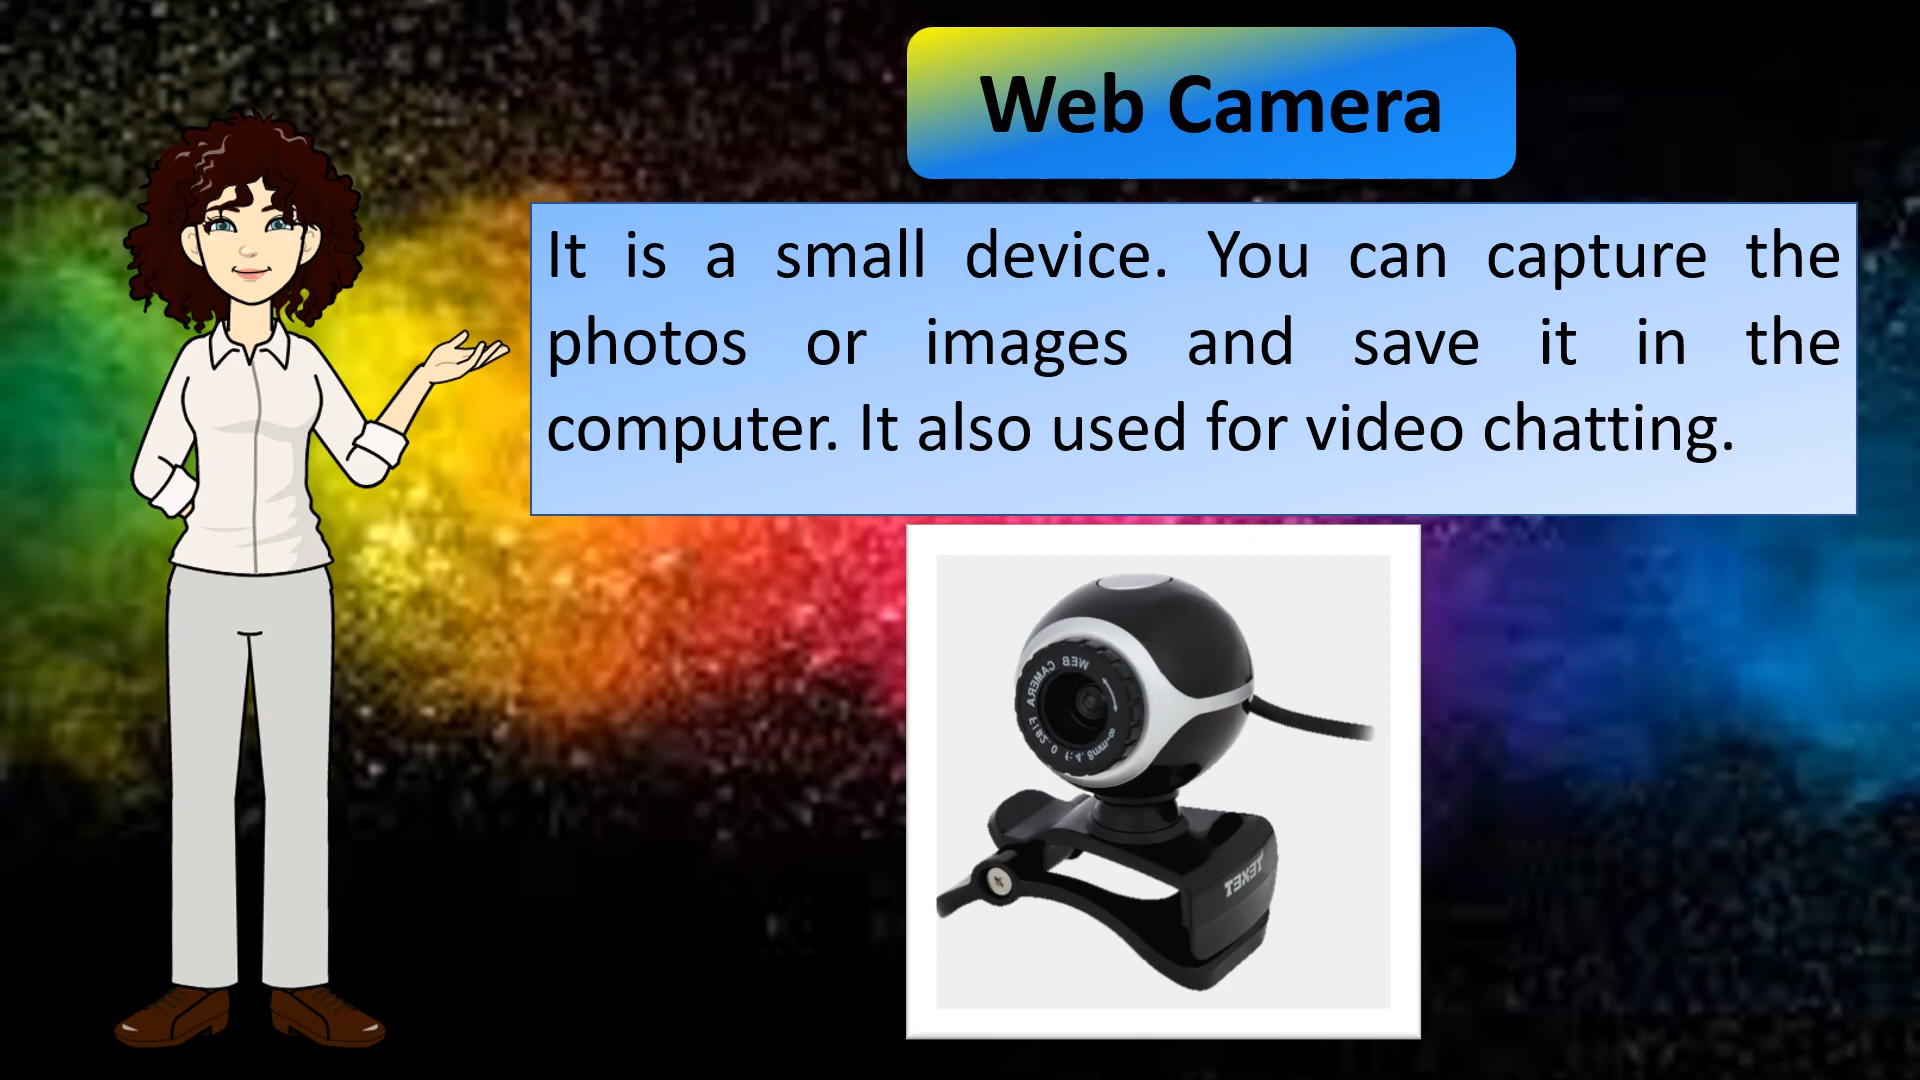 Web Camera
It is a small device. You can capture the
photos or images and save it in the
computer. It also used for video chatting.
WEB CAMERA
TEXET